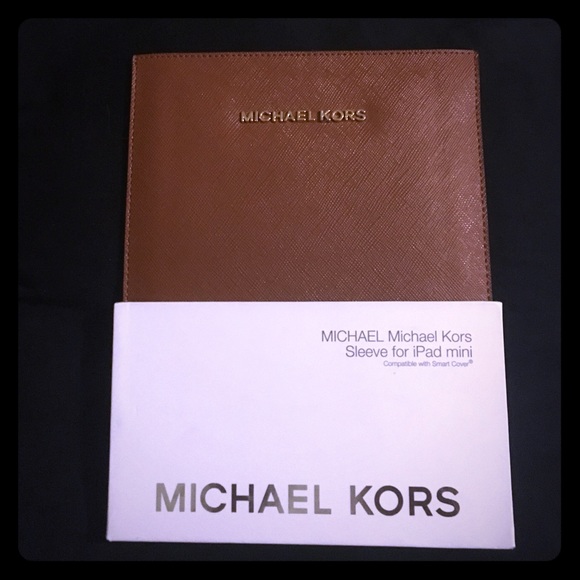 MICHAEL KORS
MICHAEL Michael Kors
Sleeve for iPad mini
Compatible with Smart Cover®
MICHAEL KORS